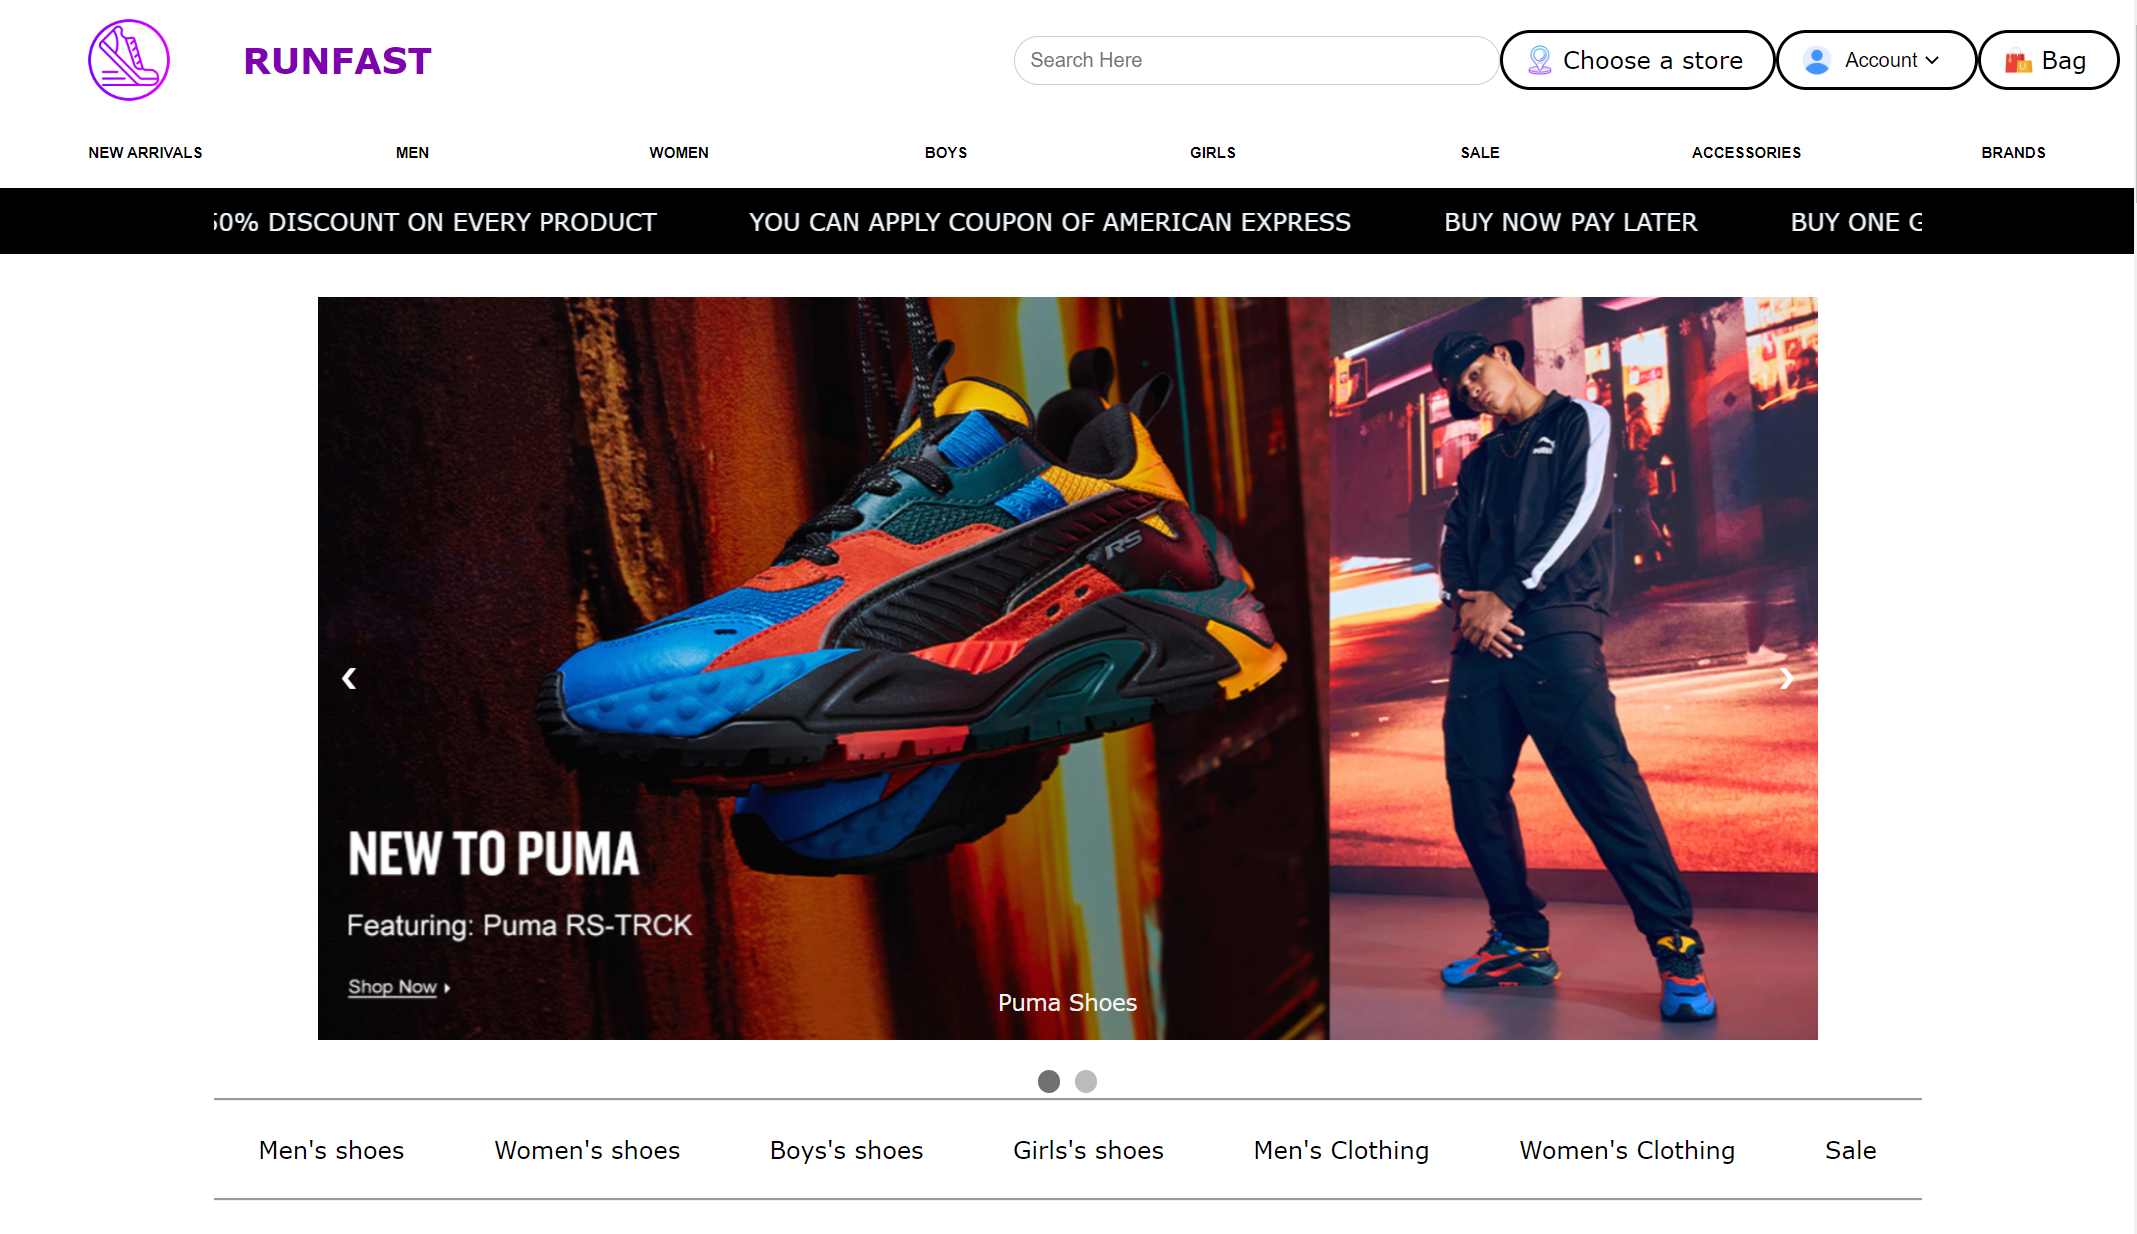 RUNFAST
Search Here
Choose a store
Account
Bag
NEW ARRIVALS
MEN
WOMEN
BOYS
GIRLS
SALE
ACCESSORIES
BRANDS
50% DISCOUNT ON EVERY PRODUCT
YOU CAN APPLY COUPON OF AMERICAN EXPRESS
BUY NOW PAY LATER
BUY ONE G
RS
NEW TO PUMA
Featuring: Puma RS-TRCK
Shop Now
Puma Shoes
Men's shoes
Women's shoes
Boys's shoes
Girls's shoes
Men's Clothing
Women's Clothing
Sale